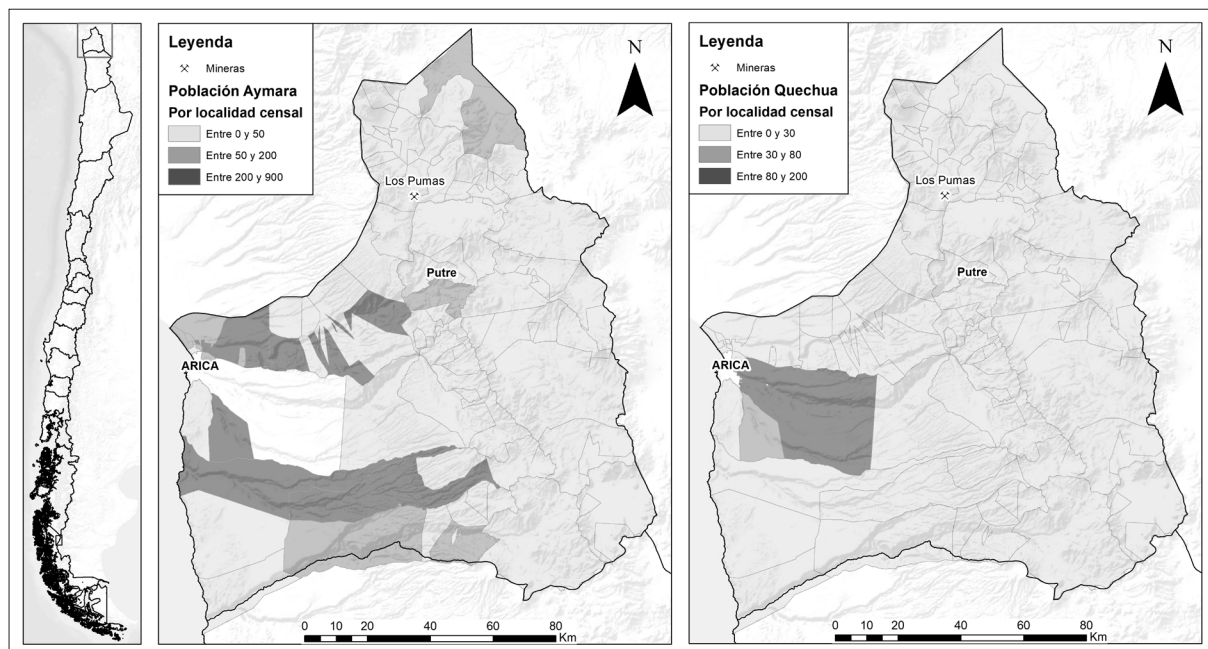 Leyenda
Mineras
Población Aymara
Por localidad censal
Entre 0 y 50
Entre 50 y 200
Entre 200 y 900
N
Los Pumas
Putre
ARICA
0 20 40 60 80
Km
Leyenda
Mineras
Población Quechua
Por localidad censal
Entre 0 y 30
Entre 30 y 80
Entre 80 y 200
N
Los Pumas
Putre
ARICA
0 20 40 60 80
Km